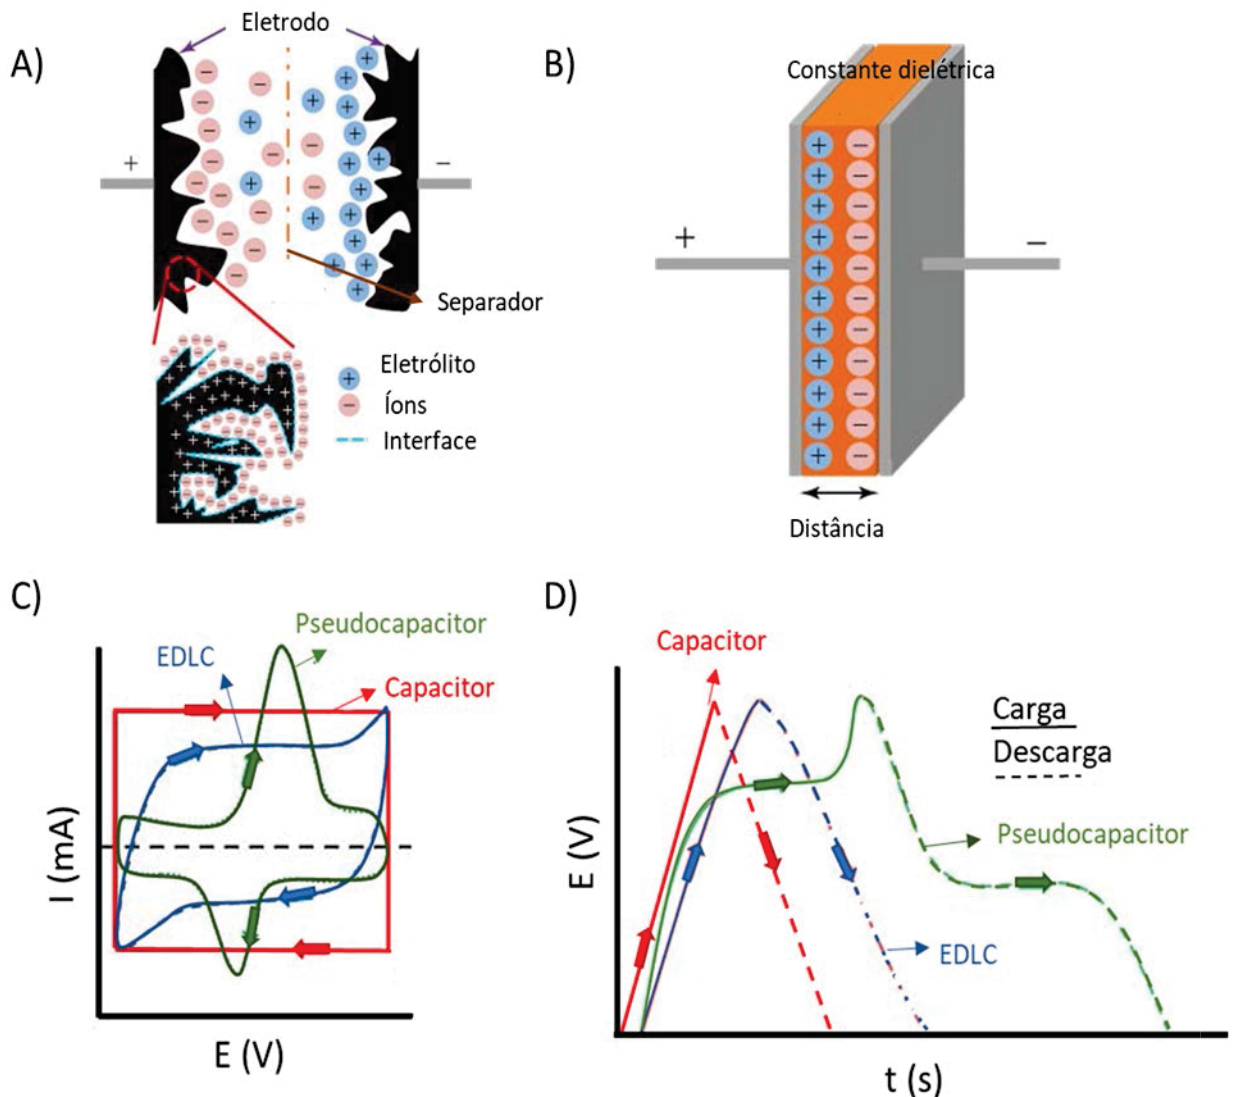 A)
Eletrodo
+
−
Separador
Eletrólito
Íons
Interface
B)
Constante dielétrica
+
−
Distância
C)
Pseudocapacitor
EDLC
Capacitor
I (mA)
E (V)
D)
Capacitor
Carga
Descarga
Pseudocapacitor
EDLC
E (V)
t (s)